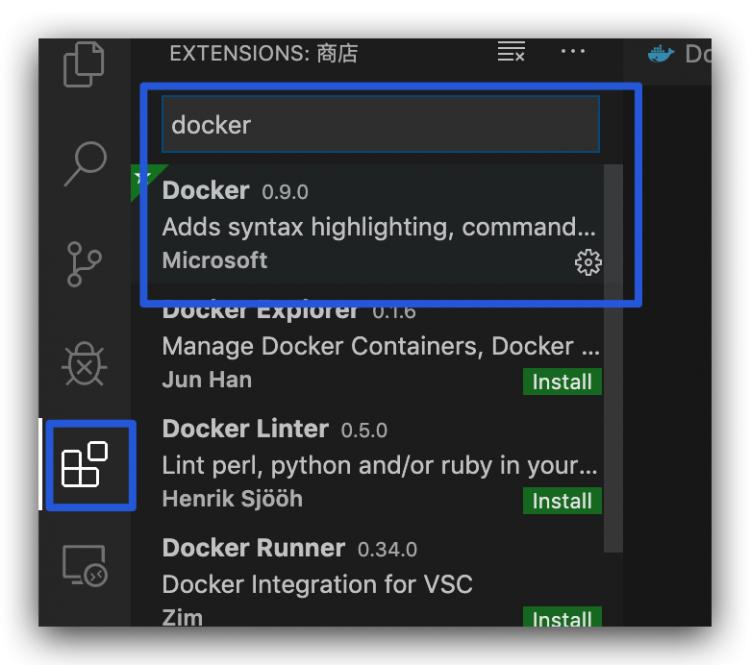 EXTENSIONS: 商店
···
Do
docker
Docker 0.9.0
Adds syntax highlighting, command...
Microsoft
Docker Explorer 0.1.6
Manage Docker Containers, Docker ...
Jun Han
Install
Docker Linter 0.5.0
Lint perl, python and/or ruby in your...
Henrik Sjööh
Install
Docker Runner 0.34.0
Docker Integration for VSC
Zim
Install